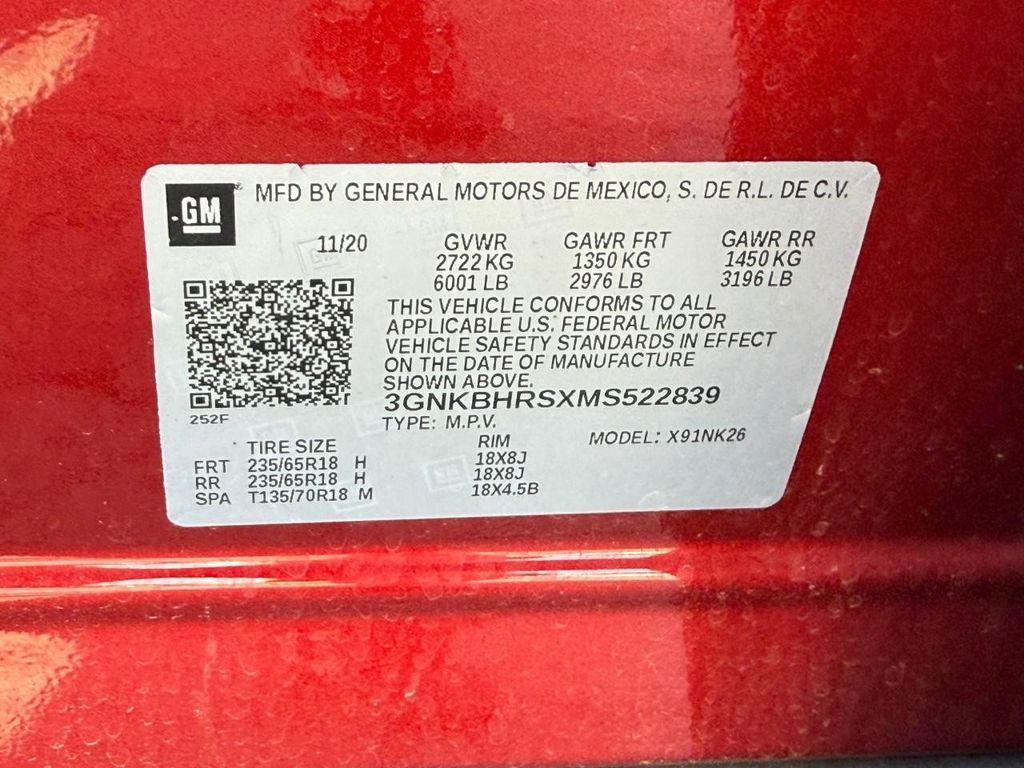 GM
MFD BY GENERAL MOTORS DE MEXICO, S. DE R.L. DE C.V.
11/20 GVWR GAWR FRT GAWR RR
2722 KG 1350 KG 1450 KG
6001 LB 2976 LB 3196 LB
THIS VEHICLE CONFORMS TO ALL
APPLICABLE U.S. FEDERAL MOTOR
VEHICLE SAFETY STANDARDS IN EFFECT
ON THE DATE OF MANUFACTURE
SHOWN ABOVE.
3GNKBHRSXMS522839
252F
TYPE: M.P.V. MODEL: X91NK26
TIRE SIZE RIM
FRT 235/65R18 H 18X8J
RR 235/65R18 H 18X8J
SPA T135/70R18 M 18X4.5B